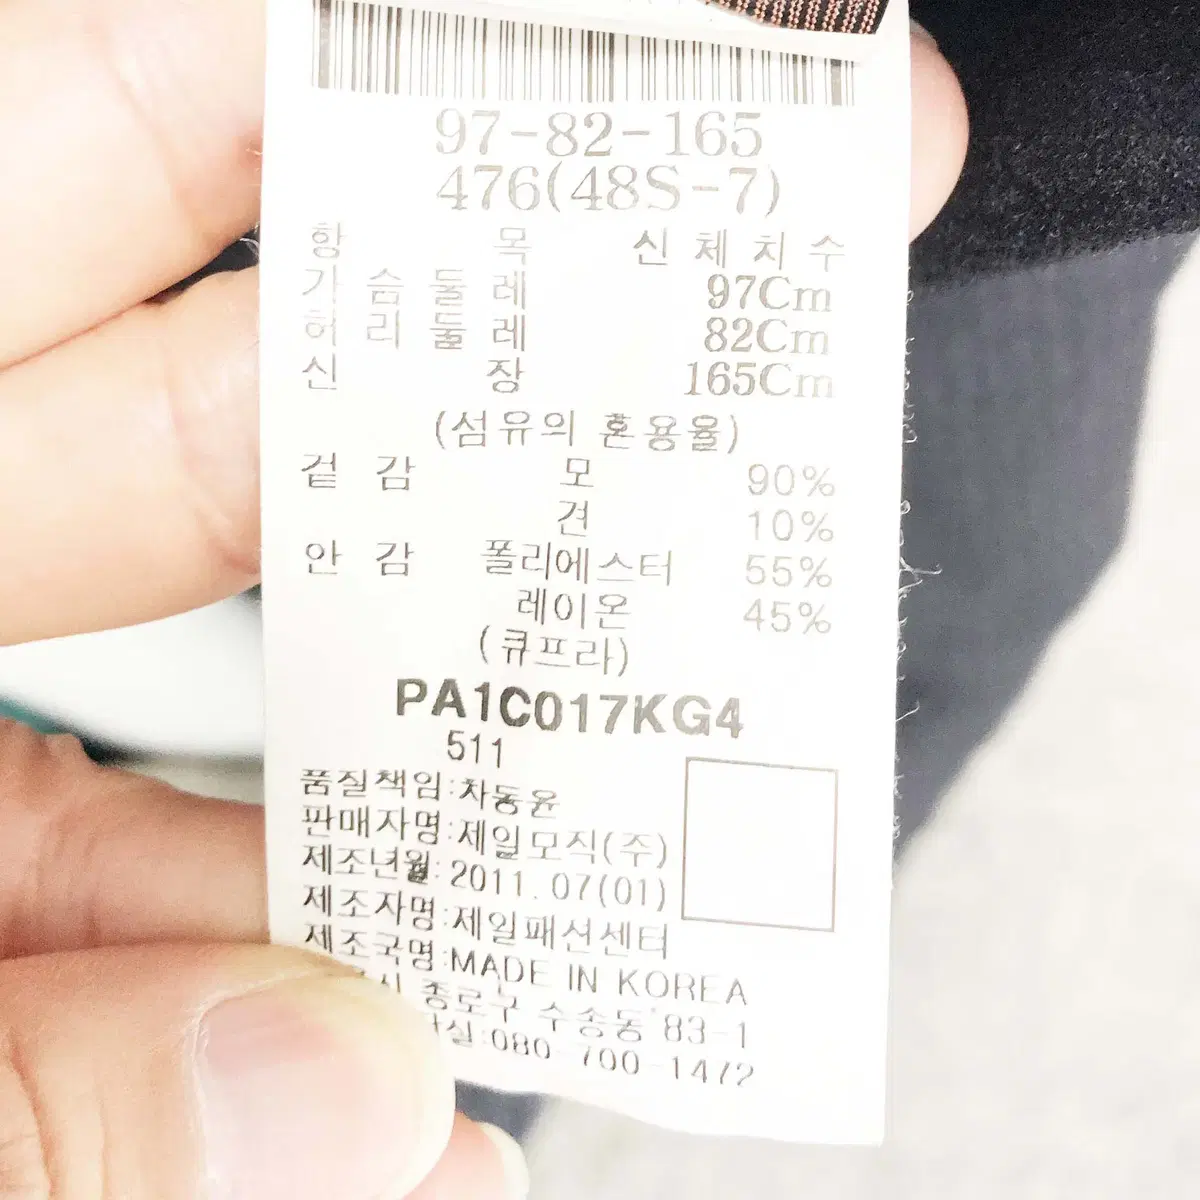 97-82-165
476(48S-7)
항 목 신체치수
가슴둘레 97Cm
허리둘레 82Cm
신 장 165Cm
(섬유의 혼용율)
겉 감 모 90%
견 10%
안 감 폴리에스터 55%
레이온 45%
(큐프라)
PA1C017KG4
511
품질책임:차동윤
판매자명:제일모직(주)
제조년월:2011.07(01)
제조자명:제일패션센터
제조국명:MADE IN KOREA
종로구 수송동 83-1
080-700-1472